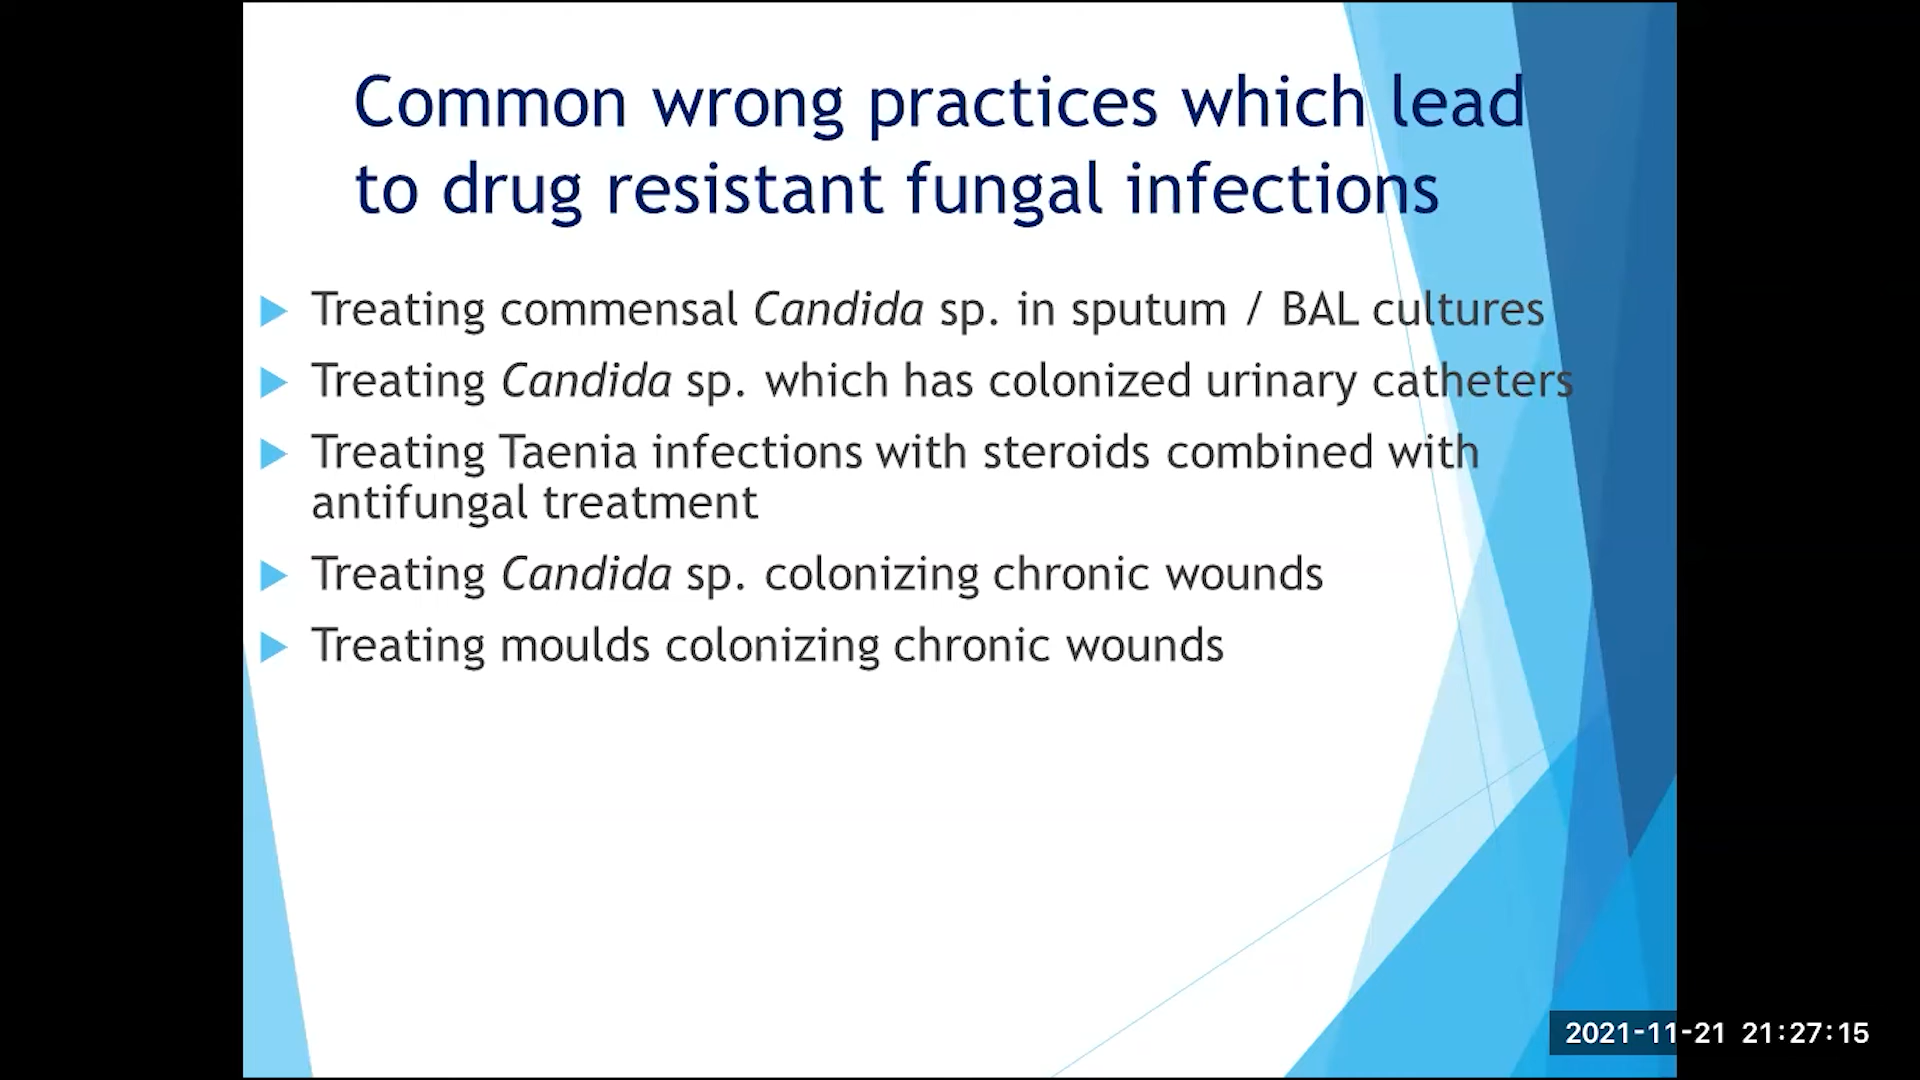 Common wrong practices which lead
to drug resistant fungal infections
Treating commensal Candida sp. in sputum / BAL cultures
Treating Candida sp. which has colonized urinary catheters
Treating Taenia infections with steroids combined with
antifungal treatment
Treating Candida sp. colonizing chronic wounds
Treating moulds colonizing chronic wounds
2021-11-21 21:27:15